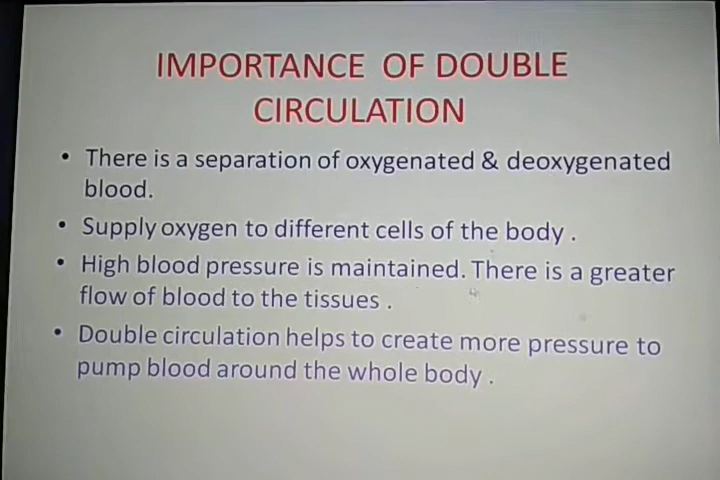 IMPORTANCE OF DOUBLE
CIRCULATION
• There is a separation of oxygenated & deoxygenated
blood.
• Supply oxygen to different cells of the body .
• High blood pressure is maintained. There is a greater
flow of blood to the tissues .
• Double circulation helps to create more pressure to
pump blood around the whole body .